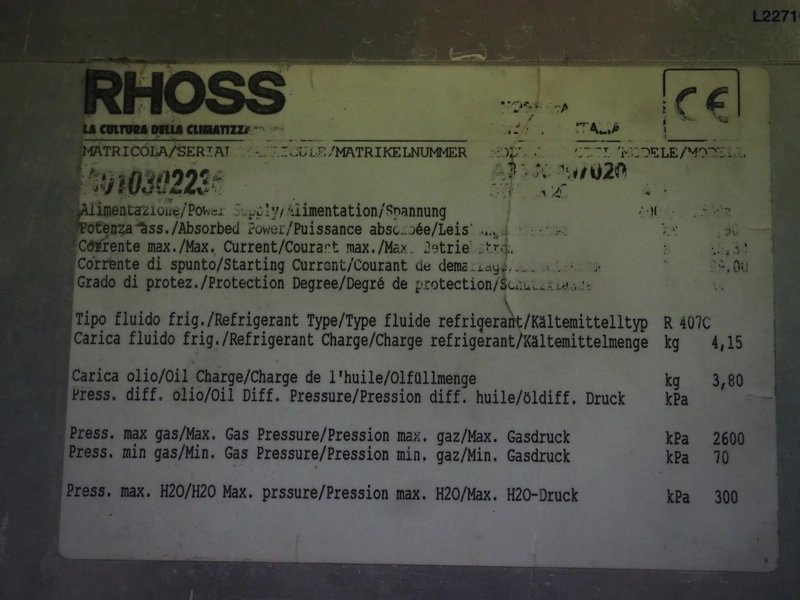 L2271
RHOSS
CE
LA CULTURA DELLA CLIMATIZZA
ITALIA
MATRICOLA/SERIAL /MATRIKELNUMMER
Alimentazione/Power Supply/Alimentation/Spannung
Potenza ass./Absorbed Power/Puissance absorbée/Leis
Corrente max./Max. Current/Courant max./Max. Betrie
Corrente di spunto/Starting Current/Courant de
Grado di protez./Protection Degree/Degré de protection/
Tipo fluido frig./Refrigerant Type/Type fluide refrigerant/Kältemittelltyp R 407C
Carica fluido frig./Refrigerant Charge/Charge refrigerant/Kältemittelmenge kg 4,15
Carica olio/Oil Charge/Charge de l'huile/Olfüllmenge kg 3,80
Press. diff. olio/Oil Diff. Pressure/Pression diff. huile/öldiff. Druck kPa
Press. max gas/Max. Gas Pressure/Pression max. gaz/Max. Gasdruck kPa 2600
Press. min gas/Min. Gas Pressure/Pression min. gaz/Min. Gasdruck kPa 70
Press. max. H2O/H2O Max. prssure/Pression max. H2O/Max. H2O-Druck kPa 300